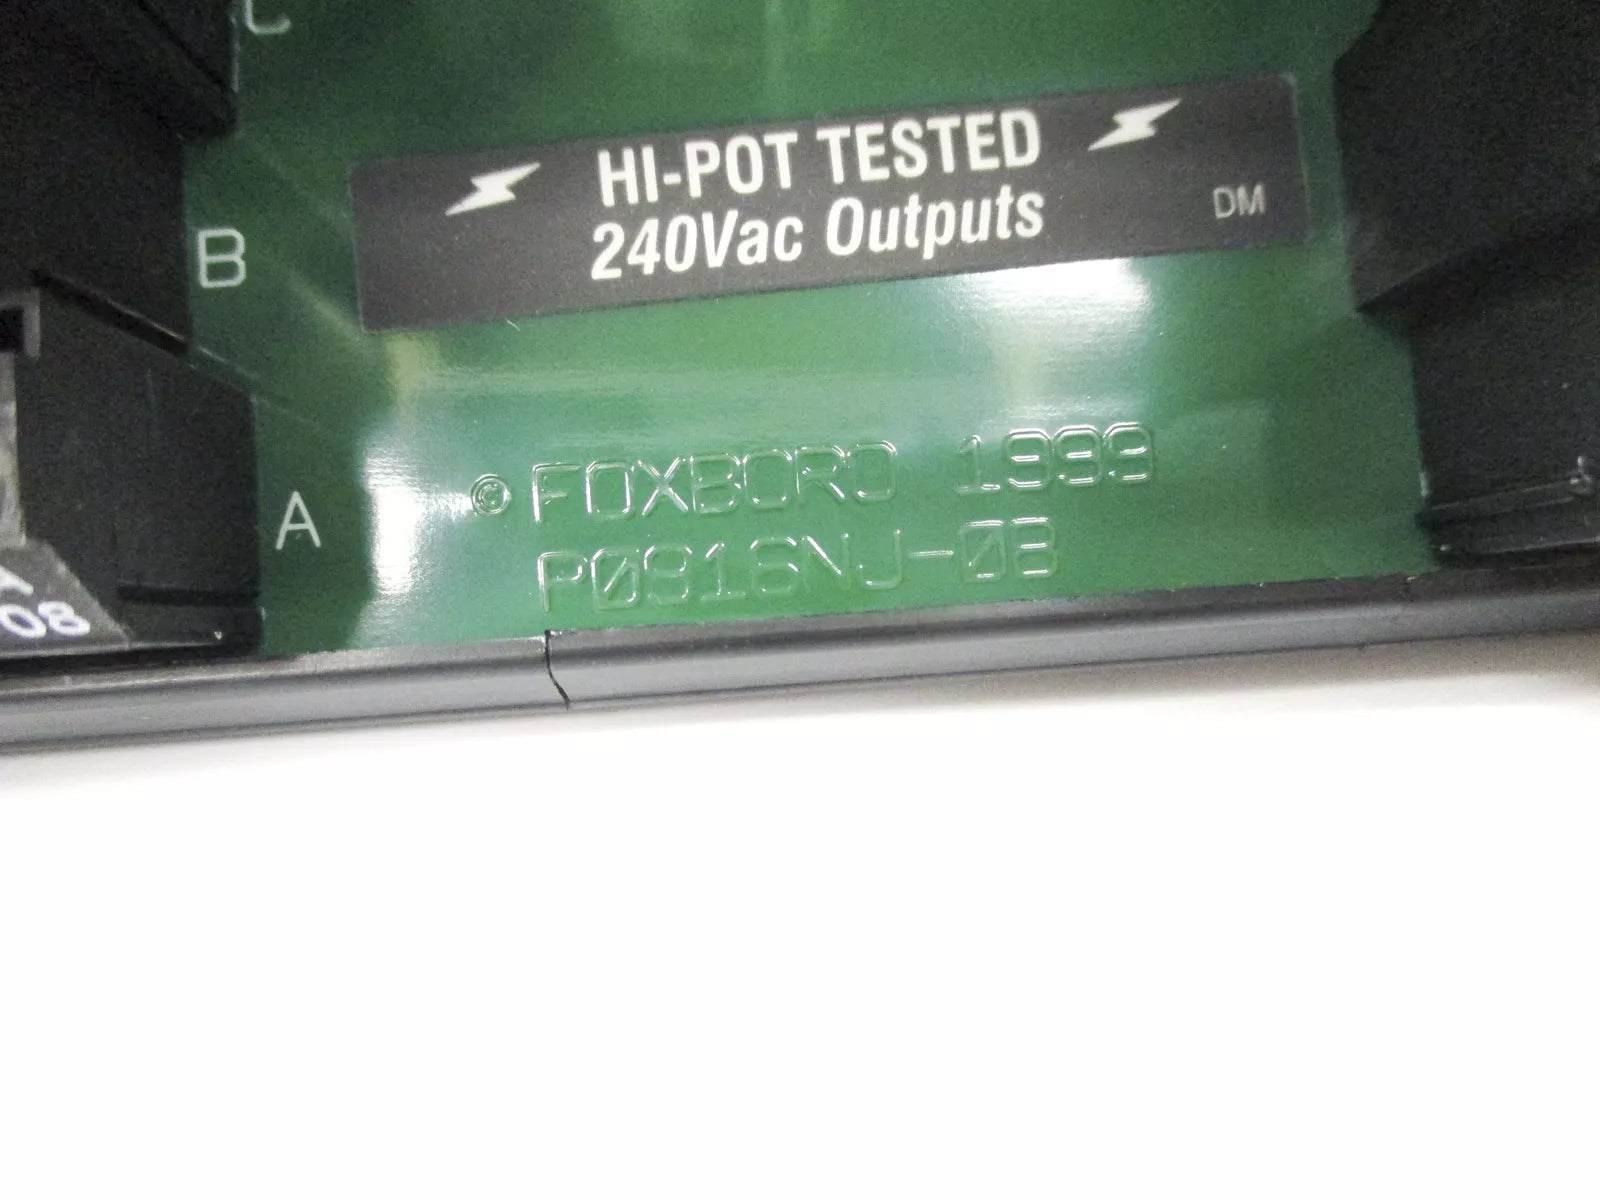 C
HI-POT TESTED
240Vac Outputs
DM
B
© FOXBORO 1999
P0916NJ-0B
A
A
08